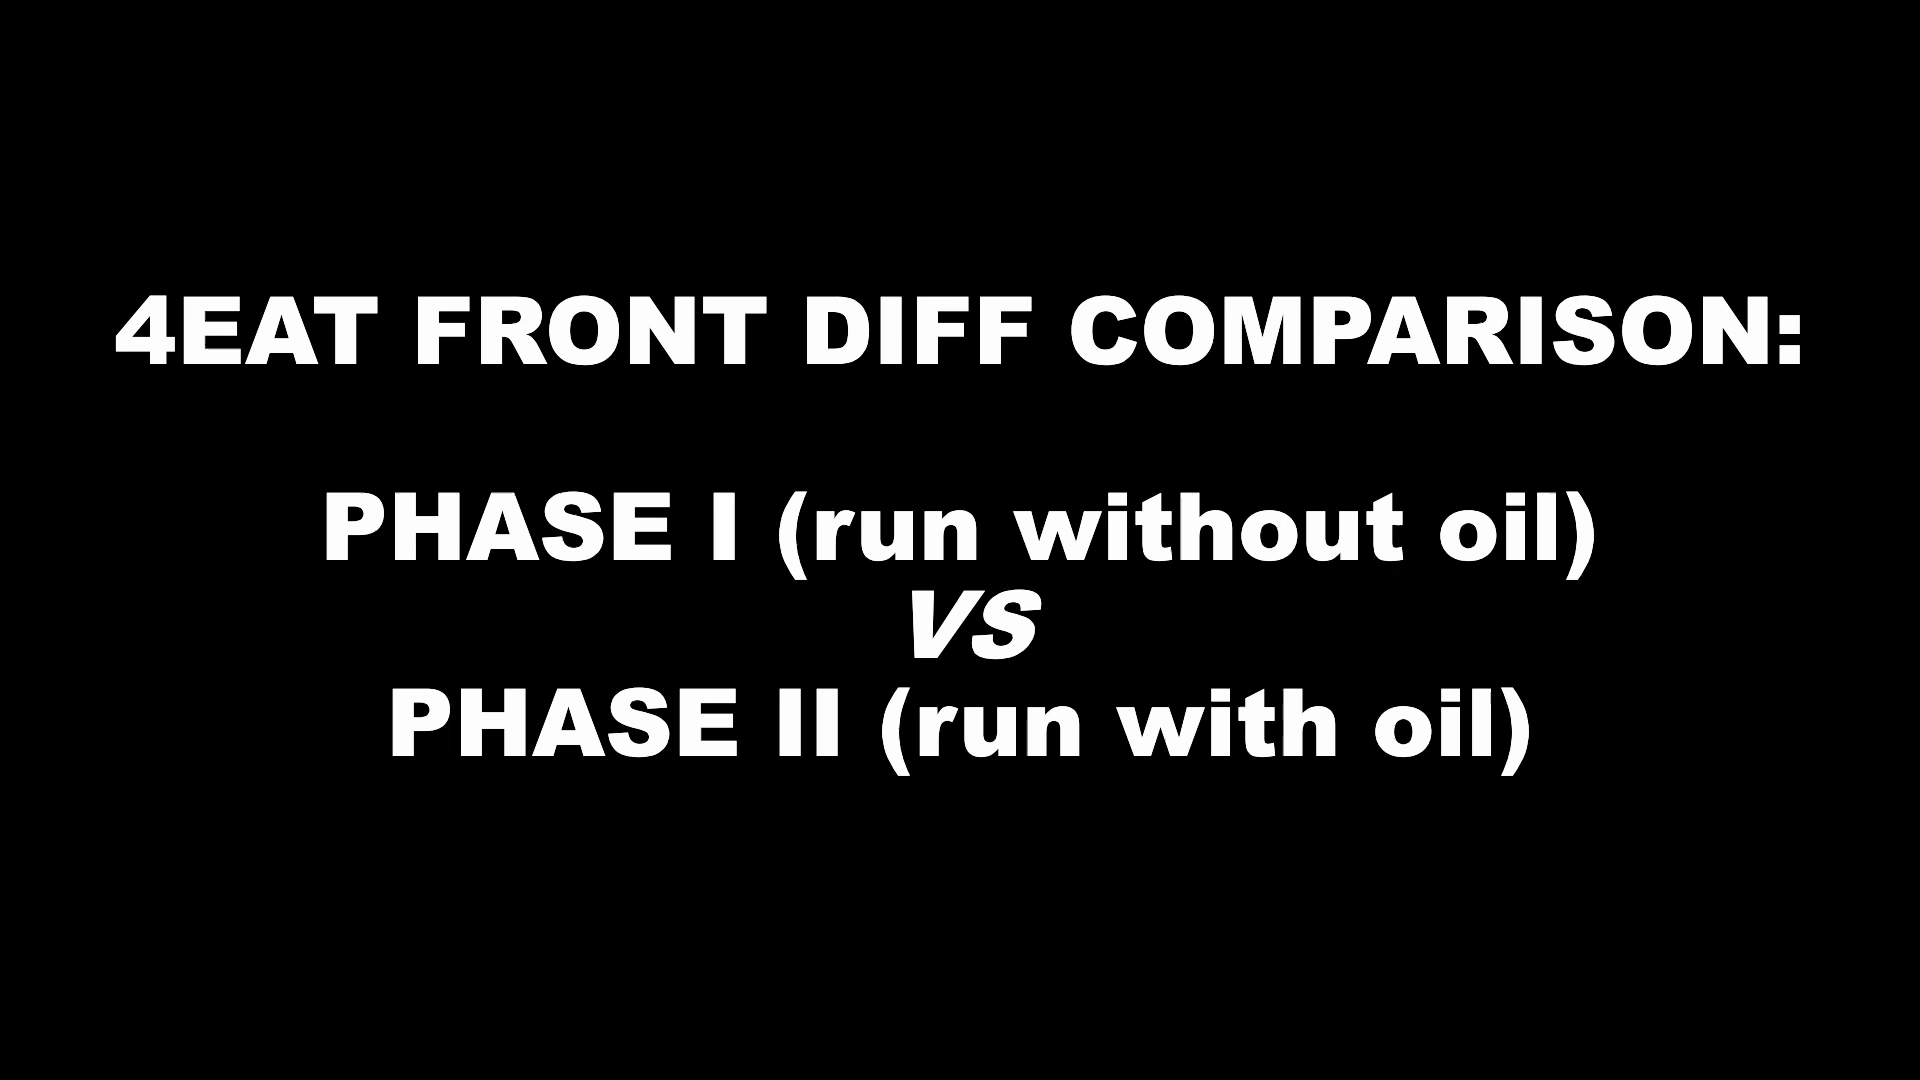 4EAT FRONT DIFF COMPARISON:
PHASE I (run without oil)
VS
PHASE II (run with oil)